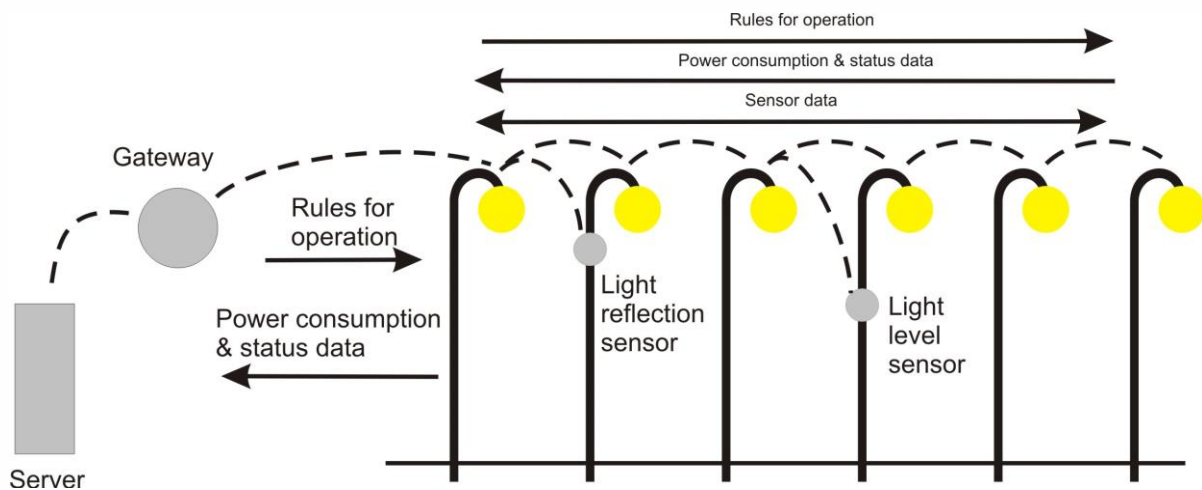 Rules for operation
Power consumption & status data
Sensor data
Gateway
Rules for
operation
Power consumption
& status data
Light
reflection
sensor
Light
level
sensor
Server